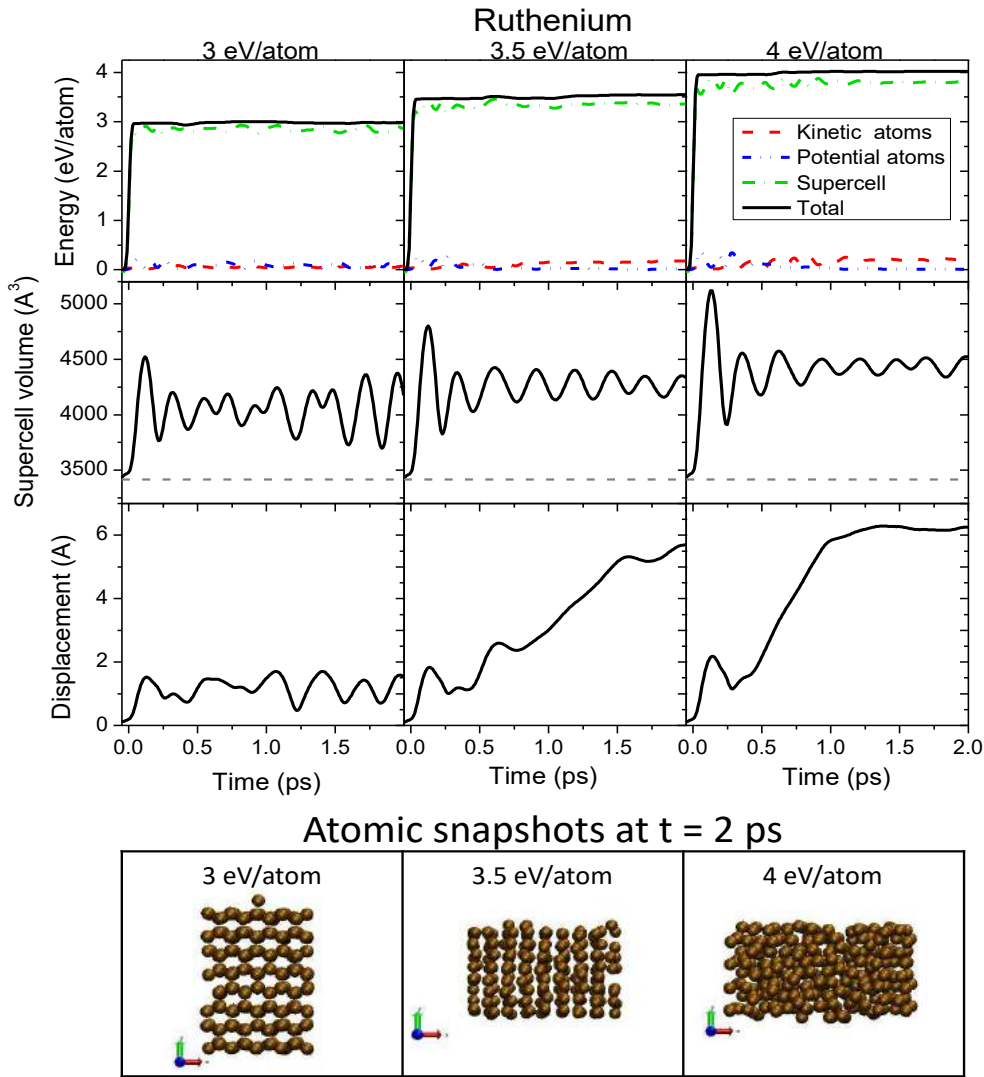 Ruthenium
3 eV/atom 3.5 eV/atom 4 eV/atom
Energy (eV/atom)
4
3
2
1
0
Kinetic atoms
Potential atoms
Supercell
Total
Supercell volume (A³)
5000
4500
4000
3500
Displacement (A)
6
4
2
0
0.0 0.5 1.0 1.5 0.0 0.5 1.0 1.5 0.0 0.5 1.0 1.5 2.0
Time (ps) Time (ps) Time (ps)
Atomic snapshots at t = 2 ps
3 eV/atom 3.5 eV/atom 4 eV/atom